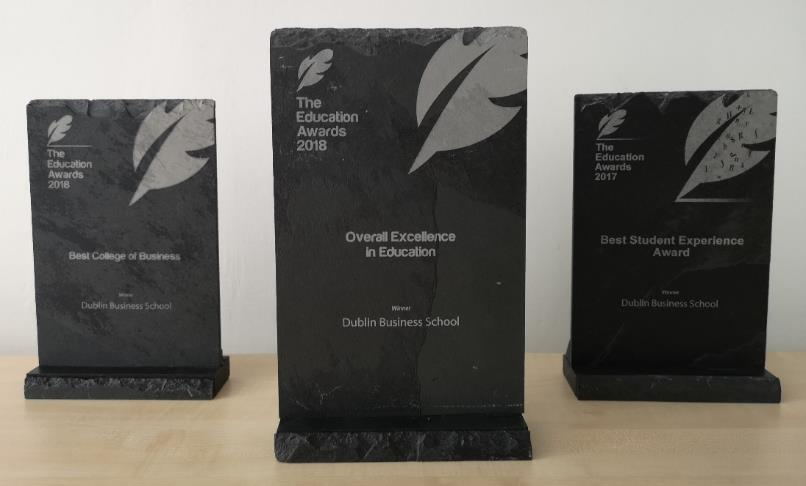 The
Education
Awards
2018
Best College of Business
Winner
Dublin Business School
The
Education
Awards
2018
Overall Excellence
in Education
Winner
Dublin Business School
The
Education
Awards
2017
Best Student Experience
Award
Winner
Dublin Business School